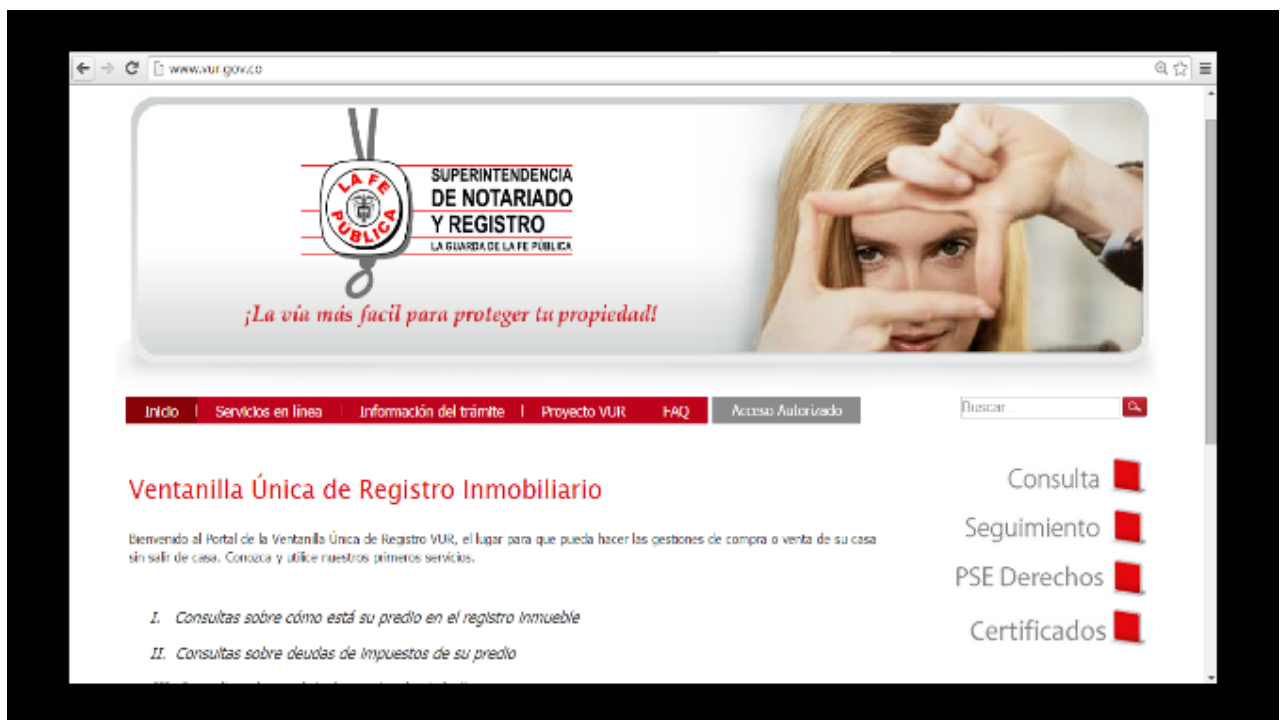 www.vur.gov.co
LA FE
PÚBLICA
SUPERINTENDENCIA
DE NOTARIADO
Y REGISTRO
LA GUARDA DE LA FE PÚBLICA
¡La vía más facil para proteger tu propiedad!
Inicio | Servicios en línea | Información del trámite | Proyecto VUR FAQ Acceso Autorizado Buscar...
Ventanilla Única de Registro Inmobiliario
Bienvenido al Portal de la Ventanilla Única de Registro VUR, el lugar para que pueda hacer las gestiones de compra o venta de su casa
sin salir de casa. Conozca y utilice nuestros primeros servicios.
I. Consultas sobre cómo está su predio en el registro inmueble
II. Consultas sobre deudas de impuestos de su predio
Consulta
Seguimiento
PSE Derechos
Certificados